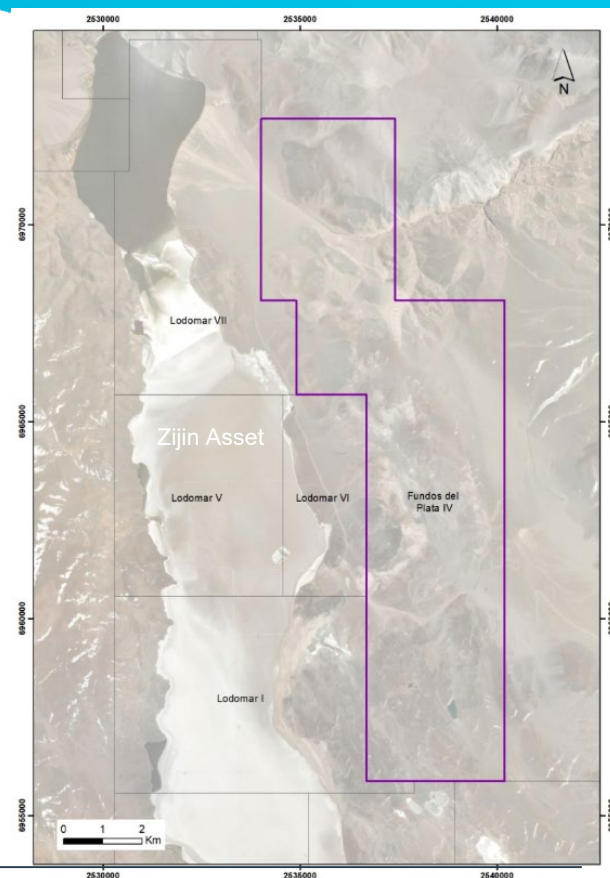 2530000
2535000
2540000
N
6970000
Lodomar VII
6965000
Zijin Asset
Lodomar V
Lodomar VI
Fundos del
Plata IV
6960000
Lodomar I
6955000
0 1 2
Km
2530000
2535000
2540000